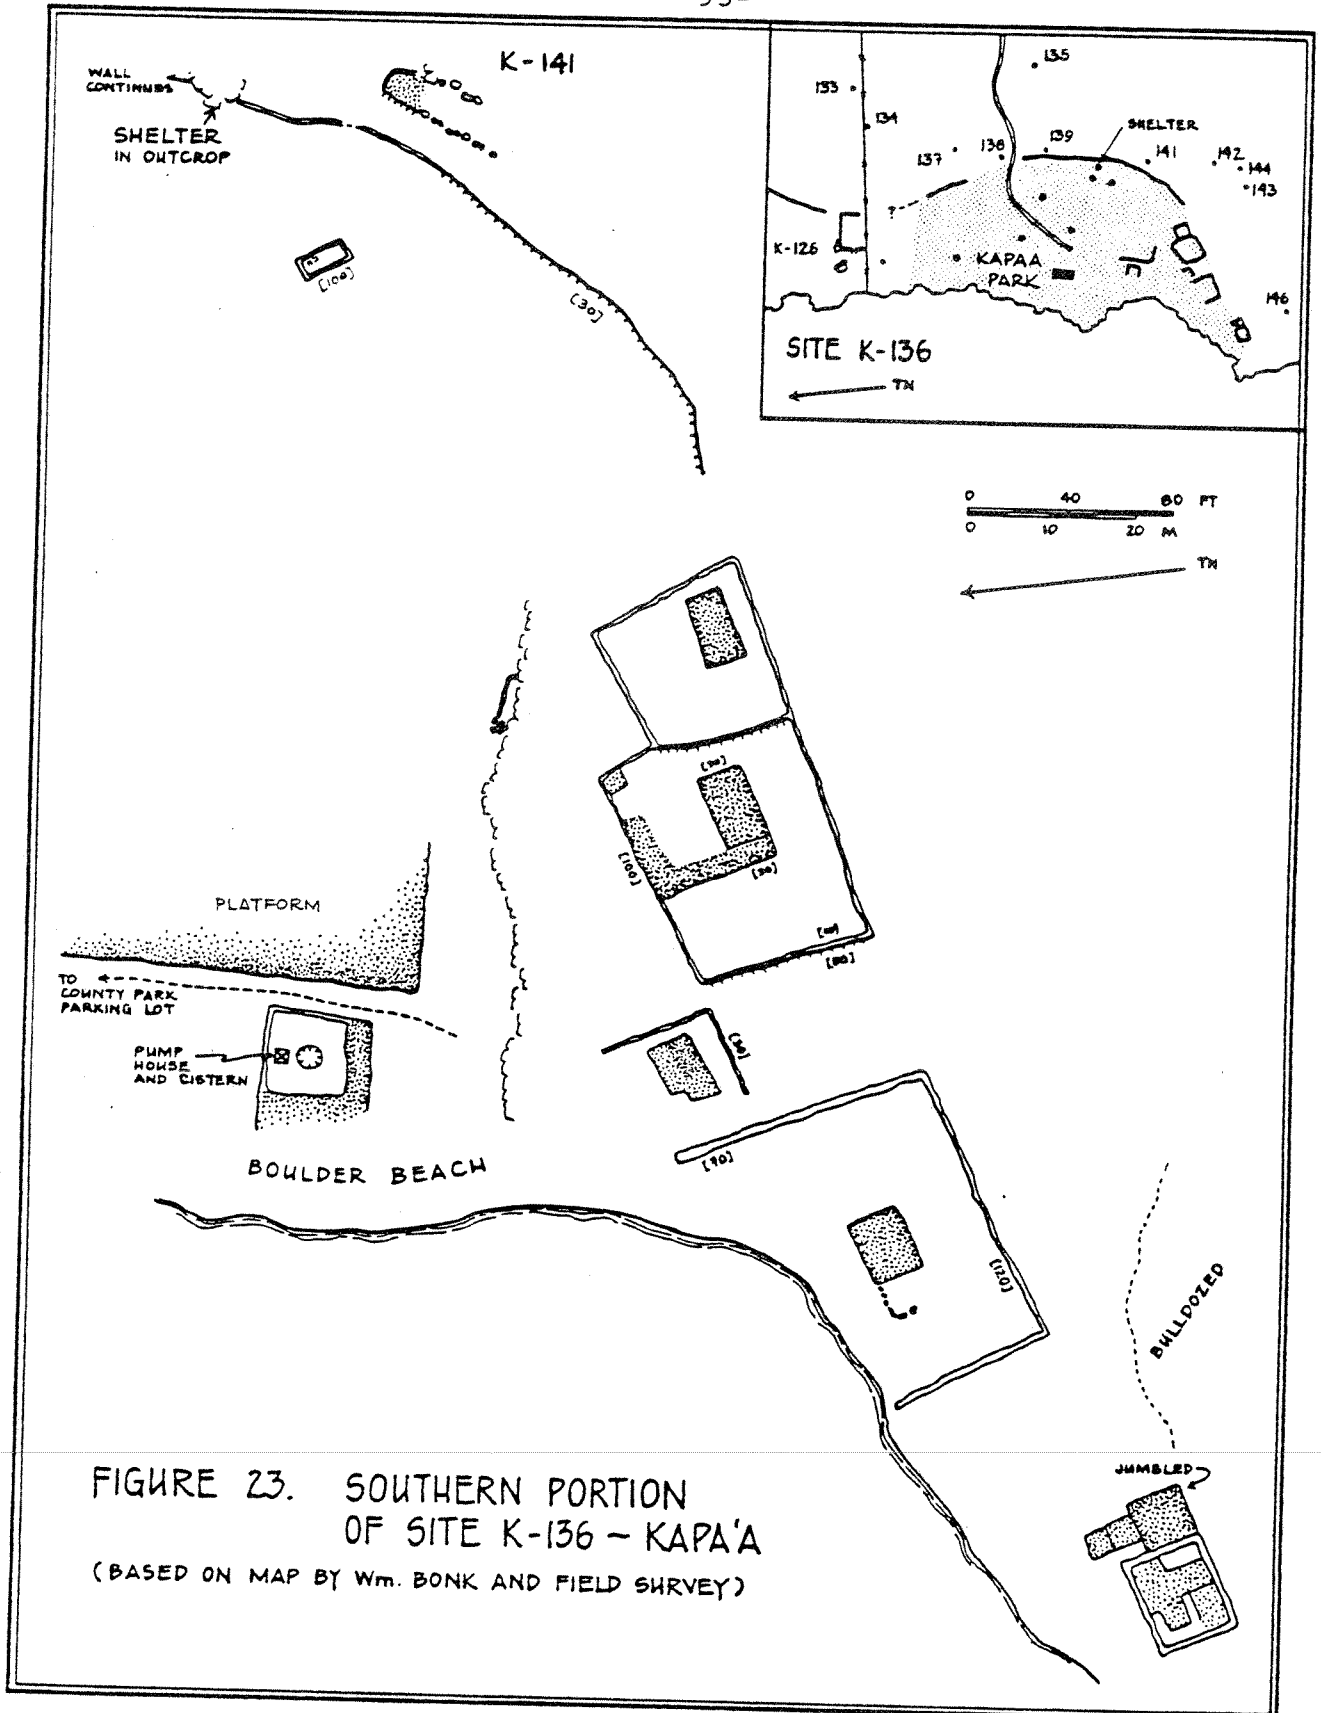 K-141
WALL
CONTINUES
SHELTER
IN OUTCROP
[100]
[30]
133
134
135
137
138
139
SHELTER
141
142
144
143
?
K-126
KAPAA
PARK
146
SITE K-136
TN
0 40 80 FT
0 10 20 M
TN
[100]
PLATFORM
TO
COUNTY PARK
PARKING LOT
PUMP
HOUSE
AND CISTERN
BOULDER BEACH
[70]
[120]
BULLDOZED
JUMBLED
FIGURE 23. SOUTHERN PORTION
OF SITE K-136 ~ KAPA'A
(BASED ON MAP BY Wm. BONK AND FIELD SURVEY)